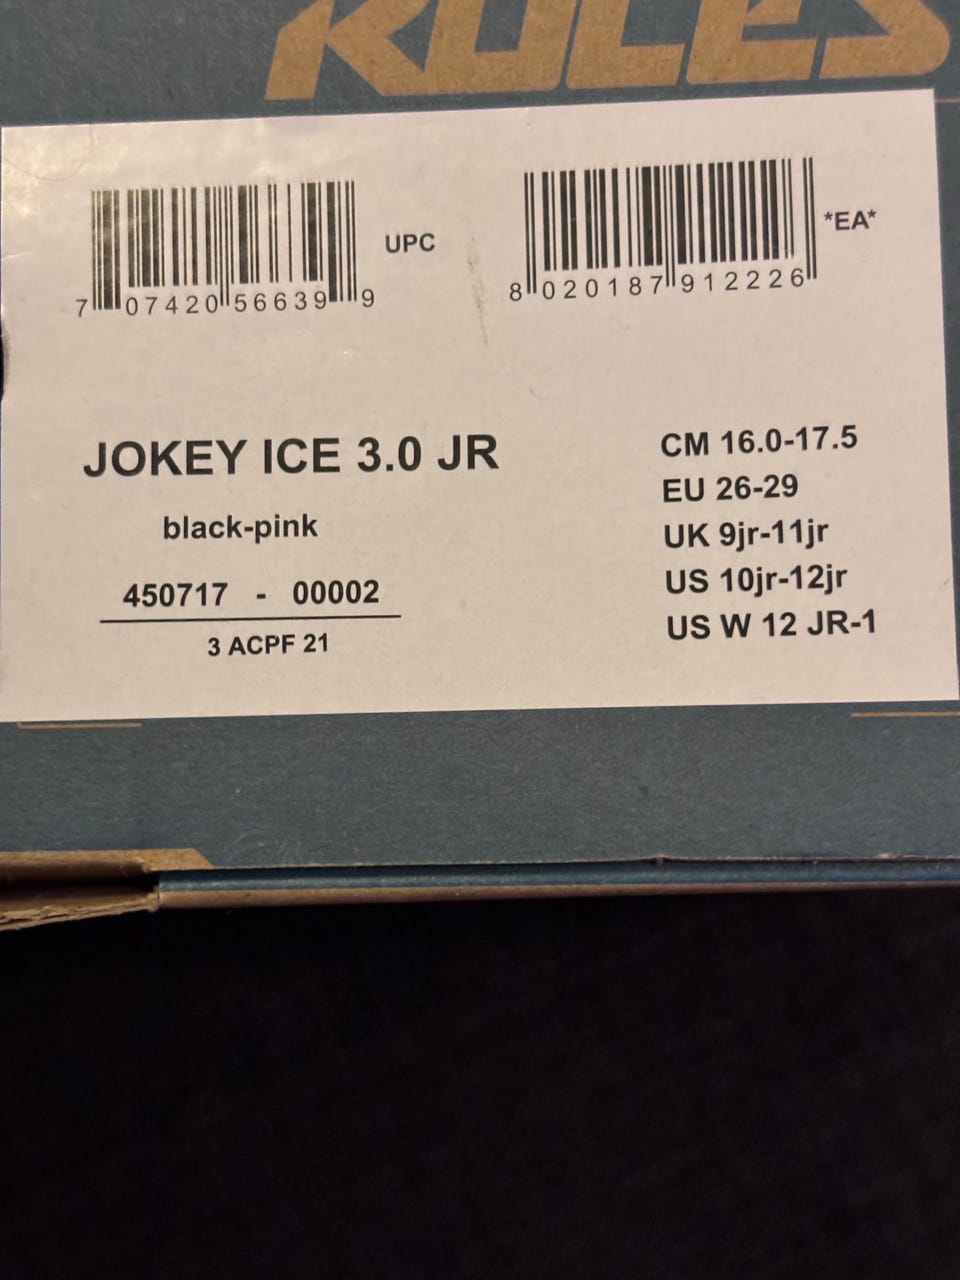 RULES
7 07420 56639 9
UPC
8 020187 912226
*EA*
JOKEY ICE 3.0 JR
black-pink
450717 - 00002
3 ACPF 21
CM 16.0-17.5
EU 26-29
UK 9jr-11jr
US 10jr-12jr
US W 12 JR-1